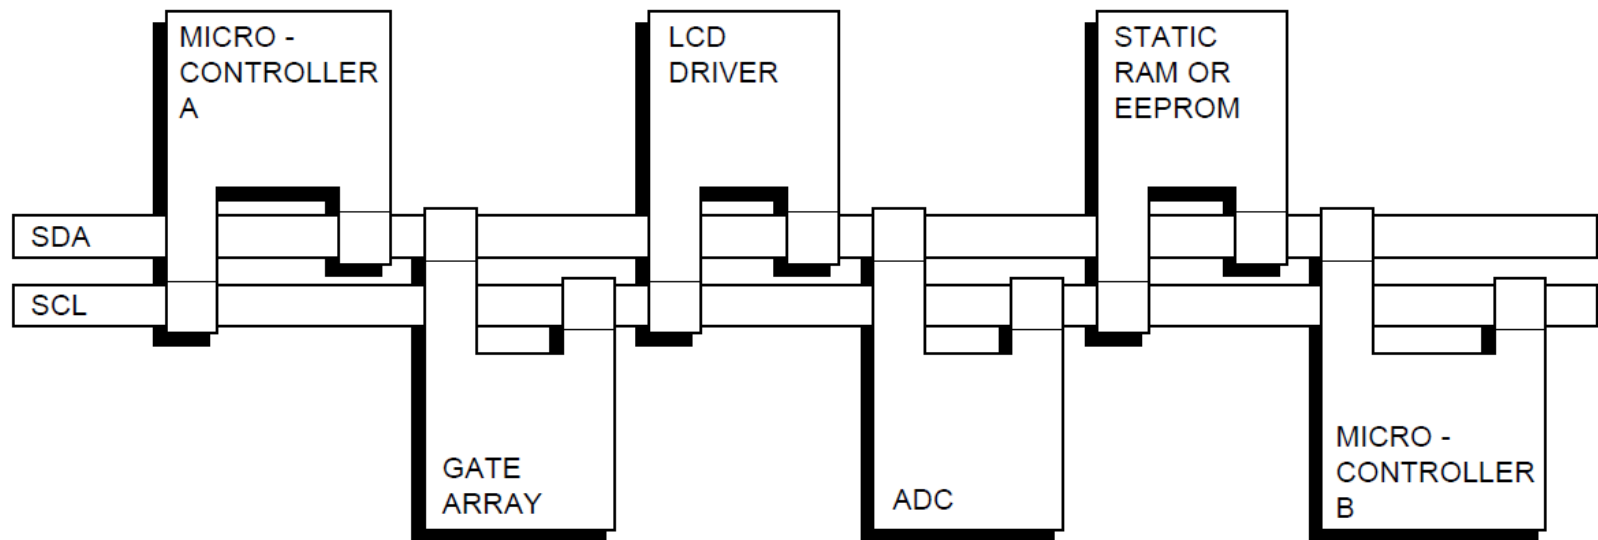 MICRO -
CONTROLLER
A
LCD
DRIVER
STATIC
RAM OR
EEPROM
SDA
SCL
GATE
ARRAY
ADC
MICRO -
CONTROLLER
B